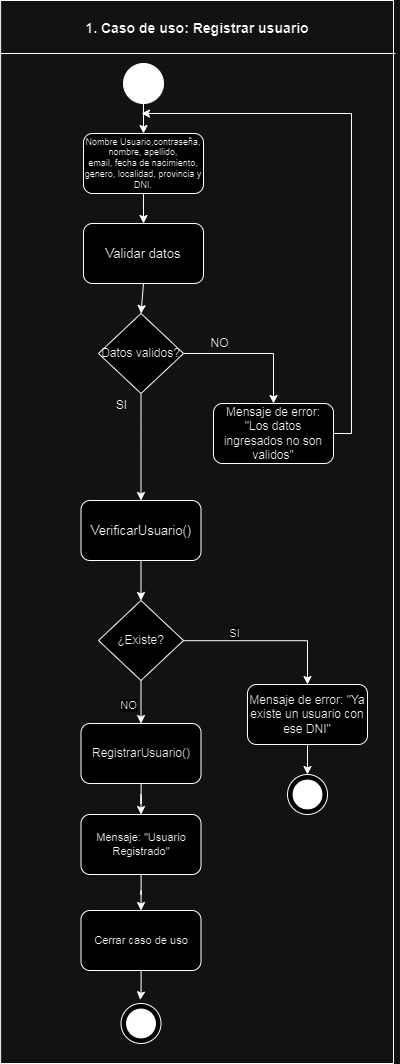 1. Caso de uso: Registrar usuario
Nombre Usuario,contraseña,
nombre, apellido,
email, fecha de nacimiento,
genero, localidad, provincia y
DNI.
Validar datos
Datos validos?
NO
SI
Mensaje de error:
"Los datos
ingresados no son
validos"
VerificarUsuario()
¿Existe?
SI
Mensaje de error: "Ya
existe un usuario con
ese DNI"
NO
RegistrarUsuario()
Mensaje: "Usuario
Registrado"
Cerrar caso de uso